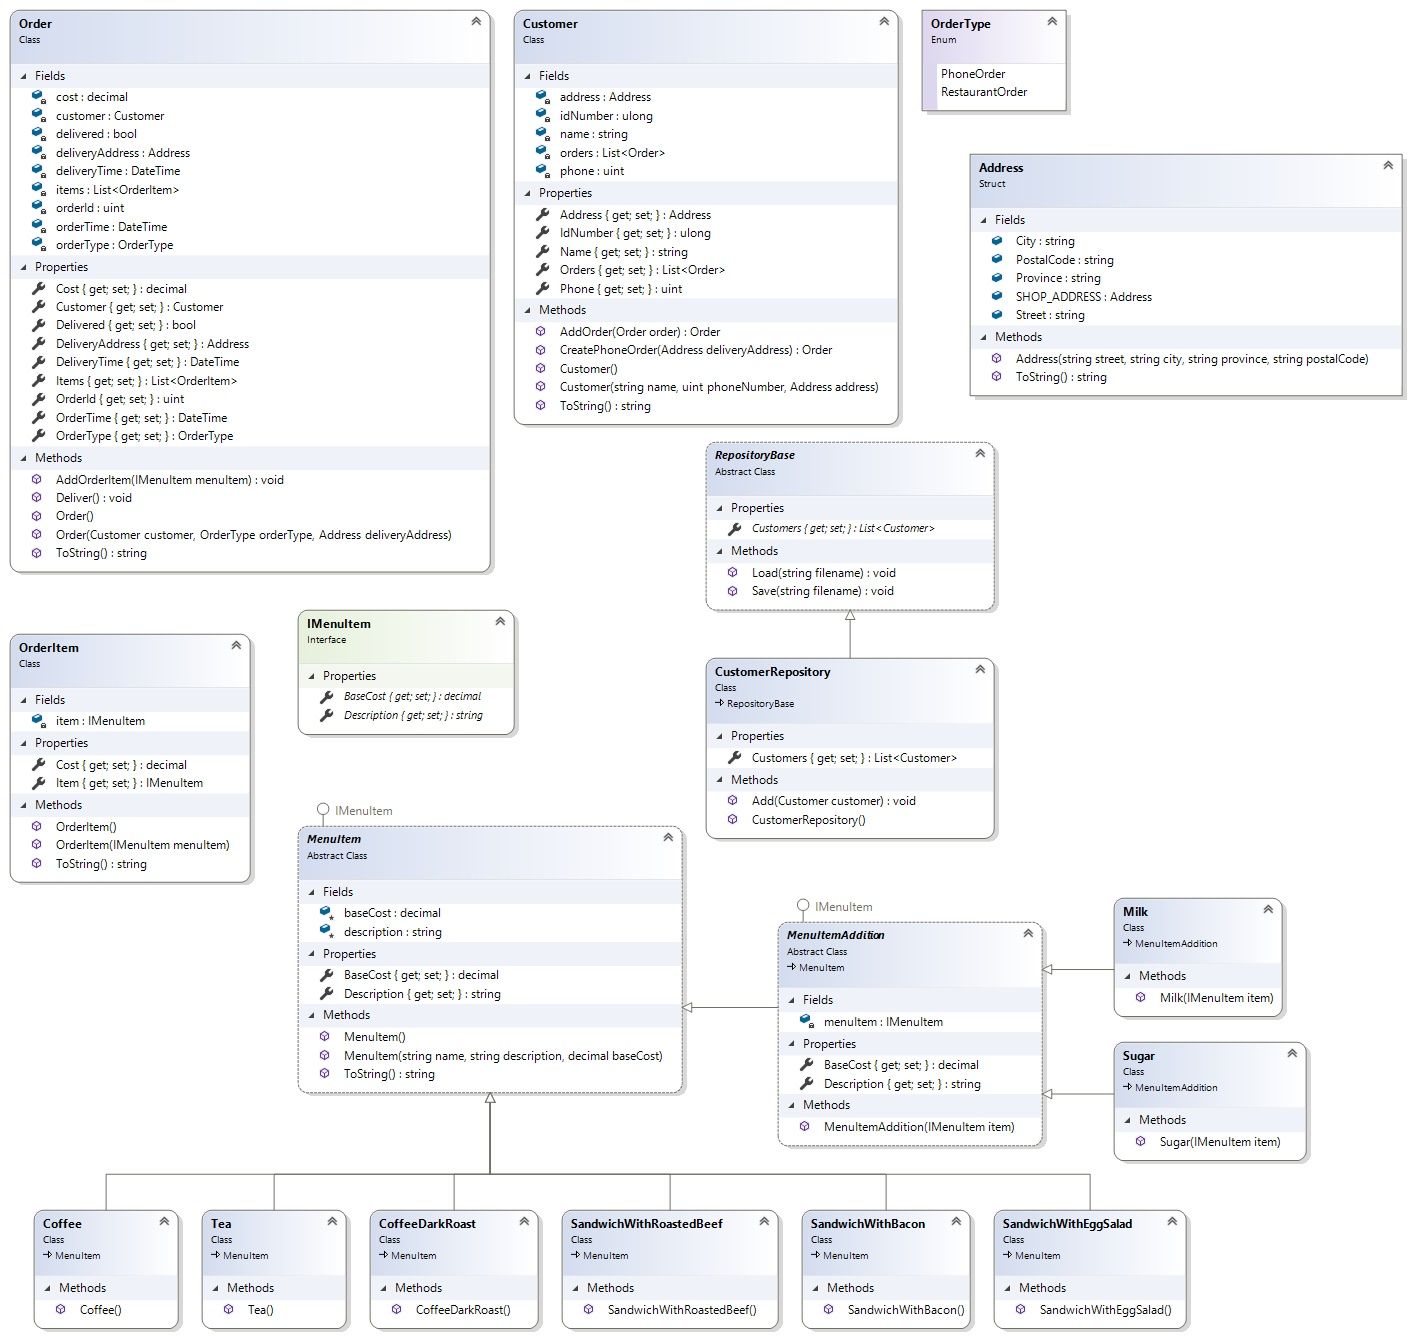 Order
Class
Fields
cost : decimal
customer : Customer
delivered : bool
deliveryAddress : Address
deliveryTime : DateTime
items : List<OrderItem>
orderId : uint
orderTime : DateTime
orderType : OrderType
Properties
Cost { get; set; } : decimal
Customer { get; set; } : Customer
Delivered { get; set; } : bool
DeliveryAddress { get; set; } : Address
DeliveryTime { get; set; } : DateTime
Items { get; set; } : List<OrderItem>
OrderId { get; set; } : uint
OrderTime { get; set; } : DateTime
OrderType { get; set; } : OrderType
Methods
AddOrderItem(IMenuItem menuItem) : void
Deliver() : void
Order()
Order(Customer customer, OrderType orderType, Address deliveryAddress)
ToString() : string
Customer
Class
Fields
address : Address
idNumber : ulong
name : string
orders : List<Order>
phone : uint
Properties
Address { get; set; } : Address
IdNumber { get; set; } : ulong
Name { get; set; } : string
Orders { get; set; } : List<Order>
Phone { get; set; } : uint
Methods
AddOrder(Order order) : Order
CreatePhoneOrder(Address deliveryAddress) : Order
Customer()
Customer(string name, uint phoneNumber, Address address)
ToString() : string
OrderType
Enum
PhoneOrder
RestaurantOrder
Address
Struct
Fields
City : string
PostalCode : string
Province : string
SHOP_ADDRESS : Address
Street : string
Methods
Address(string street, string city, string province, string postalCode)
ToString() : string
RepositoryBase
Abstract Class
Properties
Customers { get; set; } : List<Customer>
Methods
Load(string filename) : void
Save(string filename) : void
OrderItem
Class
Fields
item : IMenuItem
Properties
Cost { get; set; } : decimal
Item { get; set; } : IMenuItem
Methods
OrderItem()
OrderItem(IMenuItem menuItem)
ToString() : string
IMenuItem
Interface
Properties
BaseCost { get; set; } : decimal
Description { get; set; } : string
CustomerRepository
Class
RepositoryBase
Properties
Customers { get; set; } : List<Customer>
Methods
Add(Customer customer) : void
CustomerRepository()
IMenuItem
MenuItem
Abstract Class
Fields
baseCost : decimal
description : string
Properties
BaseCost { get; set; } : decimal
Description { get; set; } : string
Methods
MenuItem()
MenuItem(string name, string description, decimal baseCost)
ToString() : string
IMenuItem
MenuItemAddition
Abstract Class
MenuItem
Fields
menuItem : IMenuItem
Properties
BaseCost { get; set; } : decimal
Description { get; set; } : string
Methods
MenuItemAddition(IMenuItem item)
Milk
Class
MenuItemAddition
Methods
Milk(IMenuItem item)
Sugar
Class
MenuItemAddition
Methods
Sugar(IMenuItem item)
Coffee
Class
MenuItem
Methods
Coffee()
Tea
Class
MenuItem
Methods
Tea()
CoffeeDarkRoast
Class
MenuItem
Methods
CoffeeDarkRoast()
SandwichWithRoastedBeef
Class
MenuItem
Methods
SandwichWithRoastedBeef()
SandwichWithBacon
Class
MenuItem
Methods
SandwichWithBacon()
SandwichWithEggSalad
Class
MenuItem
Methods
SandwichWithEggSalad()